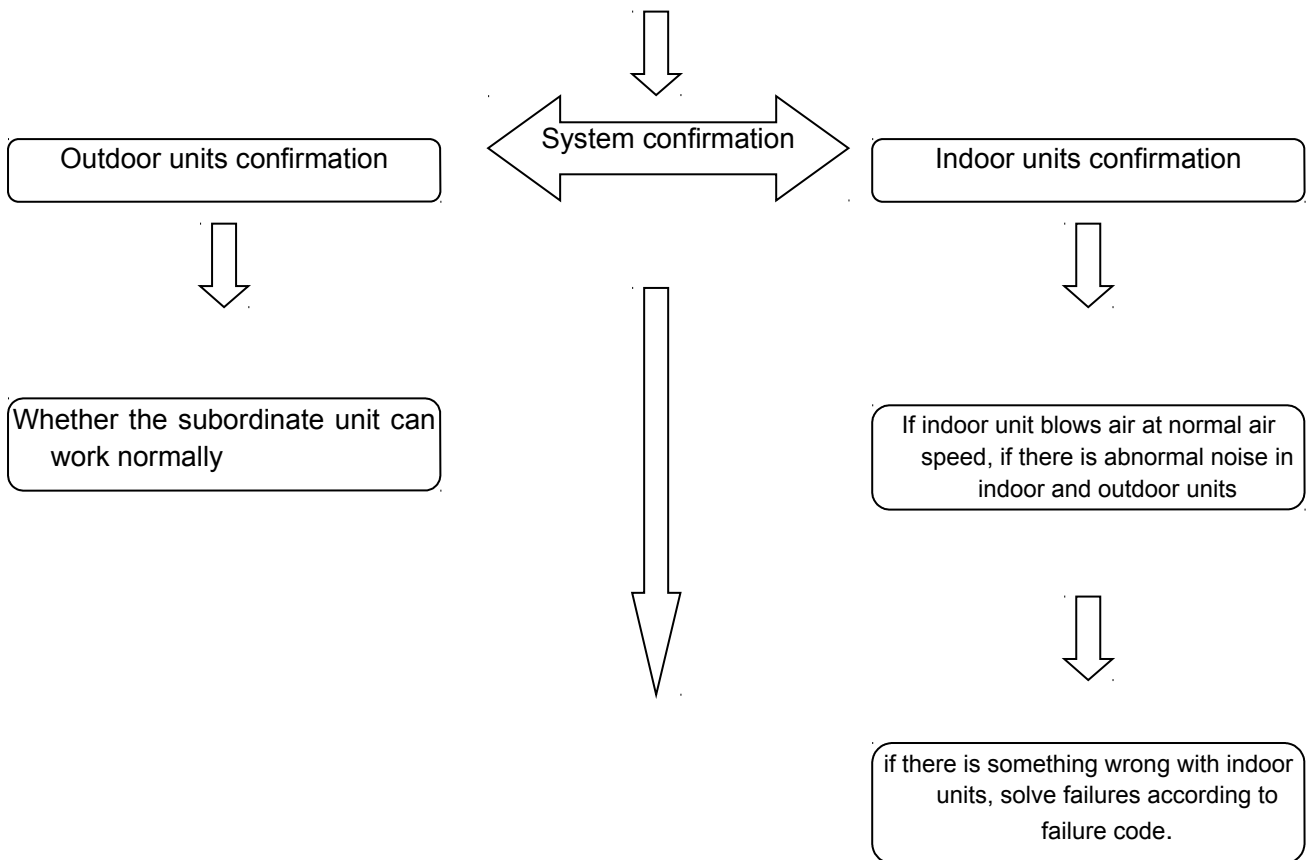 System confirmation
Outdoor units confirmation
Indoor units confirmation
Whether the subordinate unit can
work normally
If indoor unit blows air at normal air
speed, if there is abnormal noise in
indoor and outdoor units
if there is something wrong with indoor
units, solve failures according to
failure code.